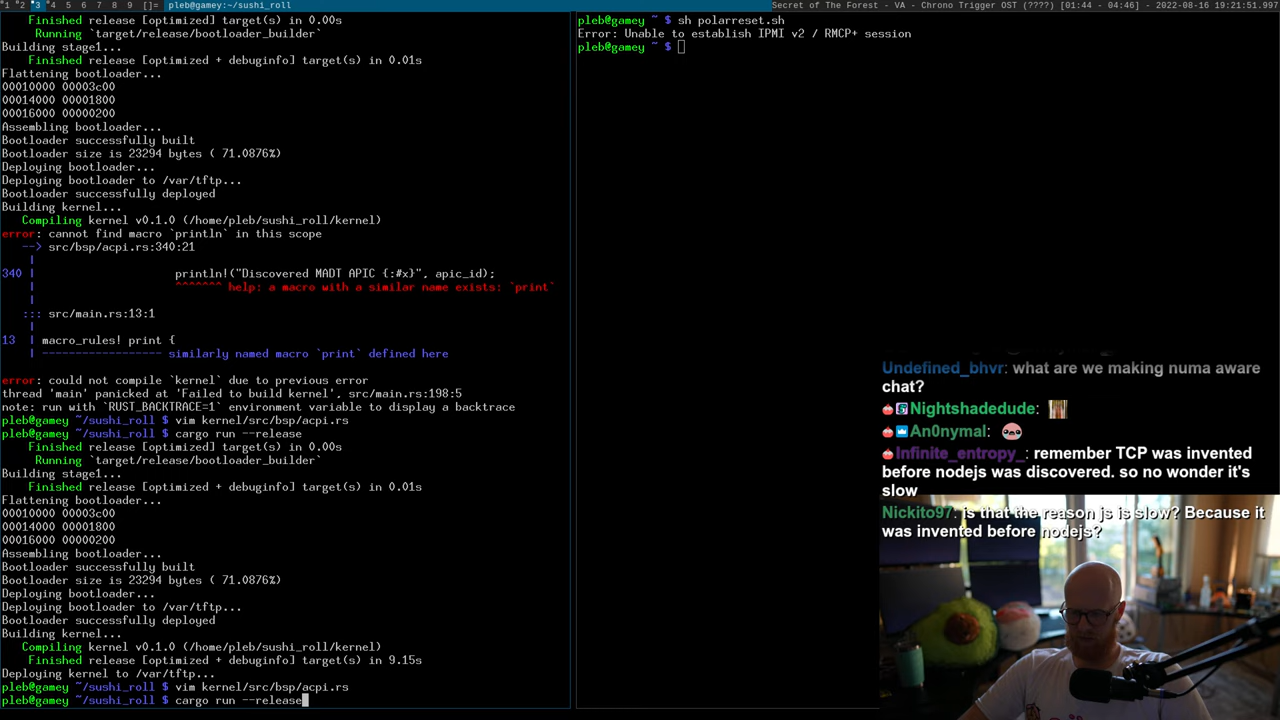 1 2 3 4 5 6 7 8 9 []= pleb@gamey:~/sushi_roll
Secret of The Forest - VA - Chrono Trigger OST (????) [01:44 - 04:46] - 2022-08-16 19:21:51.997
Finished release [optimized + debuginfo] target(s) in 0.00s
Running `target/release/bootloader_builder`
Building stage1...
Finished release [optimized + debuginfo] target(s) in 0.01s
Flattening bootloader...
00010000 00003c00
00014000 00001800
00016000 00000200
Assembling bootloader...
Bootloader successfully built
Bootloader size is 23294 bytes ( 71.0876%)
Deploying bootloader...
Deploying bootloader to /var/tftp...
Bootloader successfully deployed
Building kernel...
Compiling kernel v0.1.0 (/home/pleb/sushi_roll/kernel)
error: cannot find macro `println` in this scope
--> src/bsp/acpi.rs:340:21
|
340 | println!("Discovered MADT APIC {:#x}", apic_id);
| ^^^^^^^ help: a macro with a similar name exists: `print`
|
::: src/main.rs:13:1
|
13 | macro_rules! print {
| ------------------ similarly named macro `print` defined here
error: could not compile `kernel` due to previous error
thread 'main' panicked at 'Failed to build kernel', src/main.rs:198:5
note: run with `RUST_BACKTRACE=1` environment variable to display a backtrace
pleb@gamey ~/sushi_roll $ vim kernel/src/bsp/acpi.rs
pleb@gamey ~/sushi_roll $ cargo run --release
Finished release [optimized + debuginfo] target(s) in 0.00s
Running `target/release/bootloader_builder`
Building stage1...
Finished release [optimized + debuginfo] target(s) in 0.01s
Flattening bootloader...
00010000 00003c00
00014000 00001800
00016000 00000200
Assembling bootloader...
Bootloader successfully built
Bootloader size is 23294 bytes ( 71.0876%)
Deploying bootloader...
Deploying bootloader to /var/tftp...
Bootloader successfully deployed
Building kernel...
Compiling kernel v0.1.0 (/home/pleb/sushi_roll/kernel)
Finished release [optimized + debuginfo] target(s) in 9.15s
Deploying kernel to /var/tftp...
pleb@gamey ~/sushi_roll $ vim kernel/src/bsp/acpi.rs
pleb@gamey ~/sushi_roll $ cargo run --release
pleb@gamey ~ $ sh polarreset.sh
Error: Unable to establish IPMI v2 / RMCP+ session
pleb@gamey ~ $
Undefined_bhvr: what are we making numa aware
chat?
Nightshadedude:
An0nymal:
Infinite_entropy_: remember TCP was invented
before nodejs was discovered. so no wonder it's
slow
Nickito97: is that the reason js is slow? Because it
was invented before nodejs?